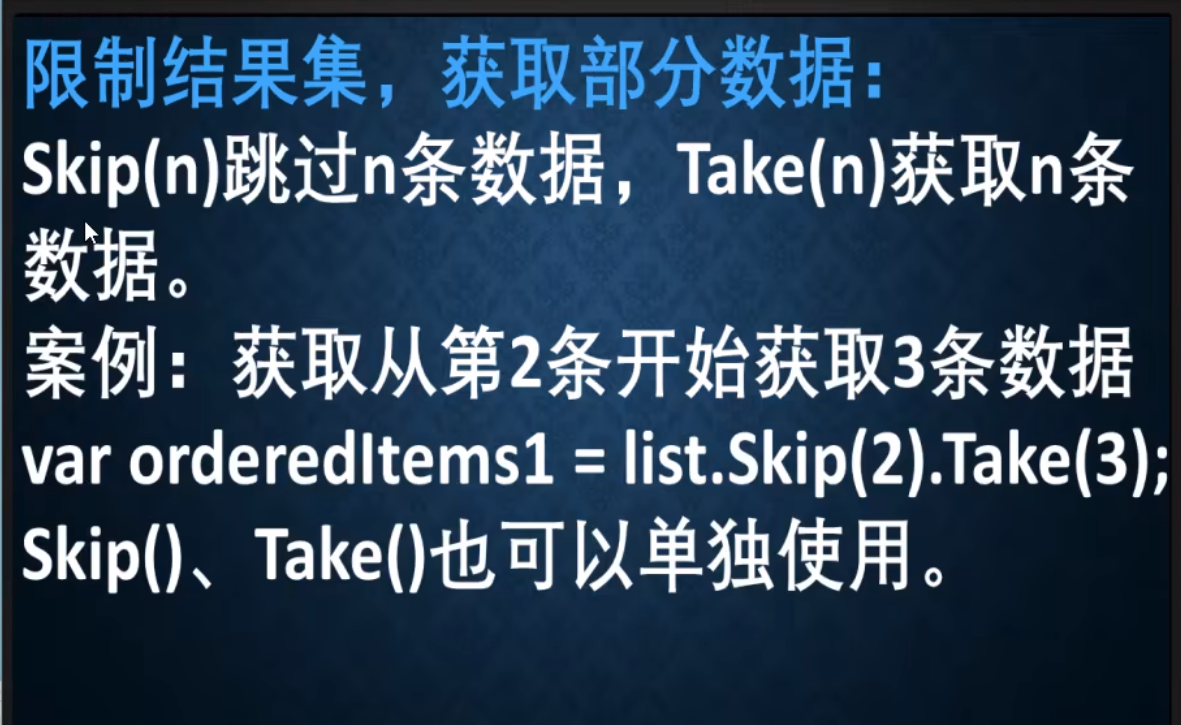 限制结果集，获取部分数据：
Skip(n)跳过n条数据，Take(n)获取n条
数据。
案例：获取从第2条开始获取3条数据
var orderedItems1 = list.Skip(2).Take(3);
Skip()、Take()也可以单独使用。